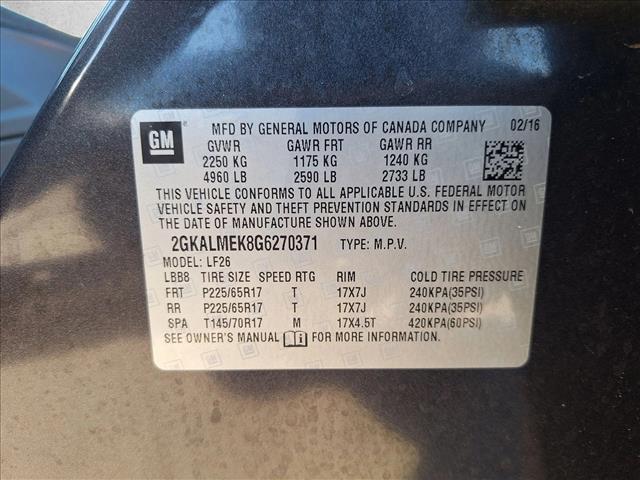 GM
MFD BY GENERAL MOTORS OF CANADA COMPANY 02/16
GVWR GAWR FRT GAWR RR
2250 KG 1175 KG 1240 KG
4960 LB 2590 LB 2733 LB
THIS VEHICLE CONFORMS TO ALL APPLICABLE U.S. FEDERAL MOTOR
VEHICLE SAFETY AND THEFT PREVENTION STANDARDS IN EFFECT ON
THE DATE OF MANUFACTURE SHOWN ABOVE.
2GKALMEK8G6270371 TYPE: M.P.V.
MODEL: LF26
LBB8 TIRE SIZE SPEED RTG RIM COLD TIRE PRESSURE
FRT P225/65R17 T 17X7J 240KPA(35PSI)
RR P225/65R17 T 17X7J 240KPA(35PSI)
SPA T145/70R17 M 17X4.5T 420KPA(60PSI)
SEE OWNER'S MANUAL FOR MORE INFORMATION.